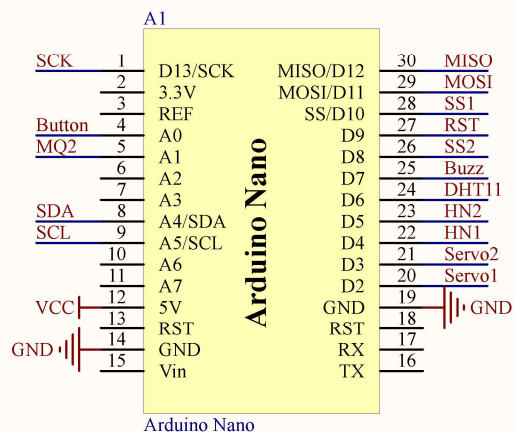 A1
SCK 1 D13/SCK MISO/D12 30 MISO
2 3.3V MOSI/D11 29 MOSI
3 REF SS/D10 28 SS1
Button 4 A0 D9 27 RST
MQ2 5 A1 D8 26 SS2
6 A2 D7 25 Buzz
7 A3 D6 24 DHT11
SDA 8 A4/SDA D5 23 HN2
SCL 9 A5/SCL D4 22 HN1
10 A6 D3 21 Servo2
11 A7 D2 20 Servo1
VCC 12 5V GND 19 GND
13 RST RST 18
GND 14 GND RX 17
15 Vin TX 16
Arduino Nano
Arduino Nano